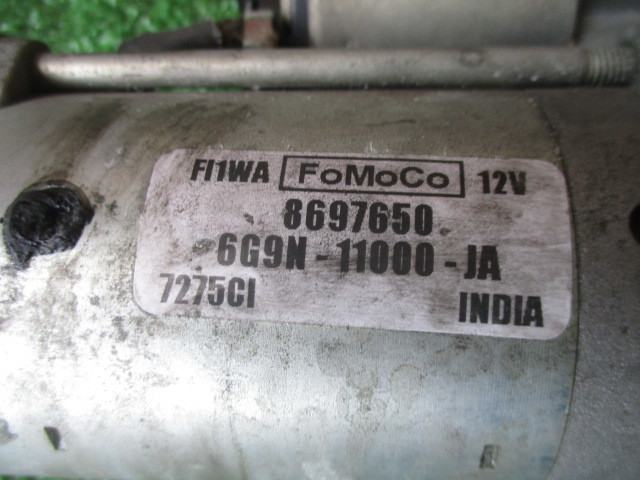 FI1WA FoMoCo 12V
8697650
6G9N - 11000 - JA
7275CI INDIA